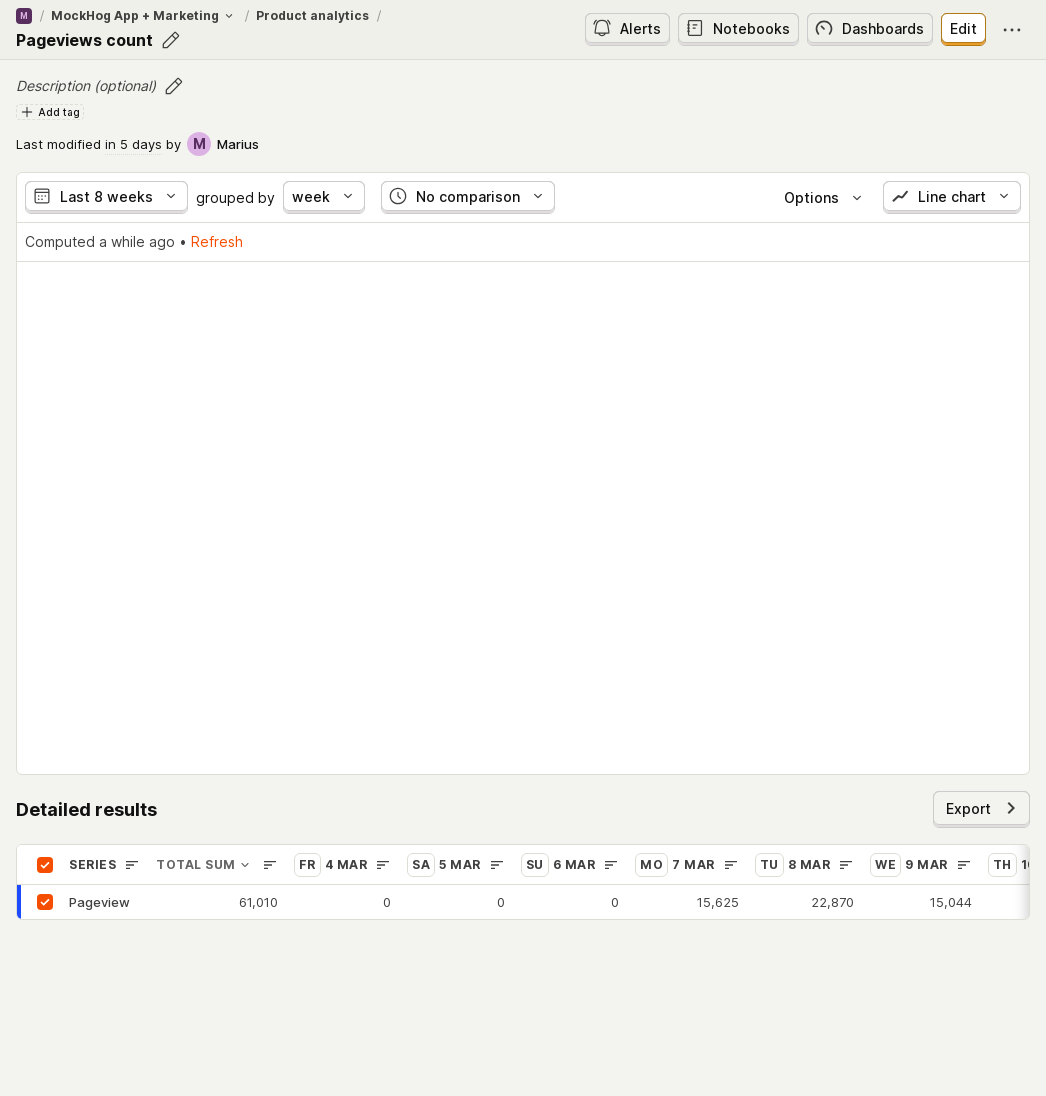 M / MockHog App + Marketing / Product analytics /
Pageviews count
Alerts Notebooks Dashboards Edit
Description (optional)
Add tag
Last modified in 5 days by M Marius
Last 8 weeks grouped by week No comparison Options Line chart
Computed a while ago • Refresh
Detailed results
Export
SERIES TOTAL SUM FR 4 MAR SA 5 MAR SU 6 MAR MO 7 MAR TU 8 MAR WE 9 MAR TH
Pageview 61,010 0 0 0 15,625 22,870 15,044